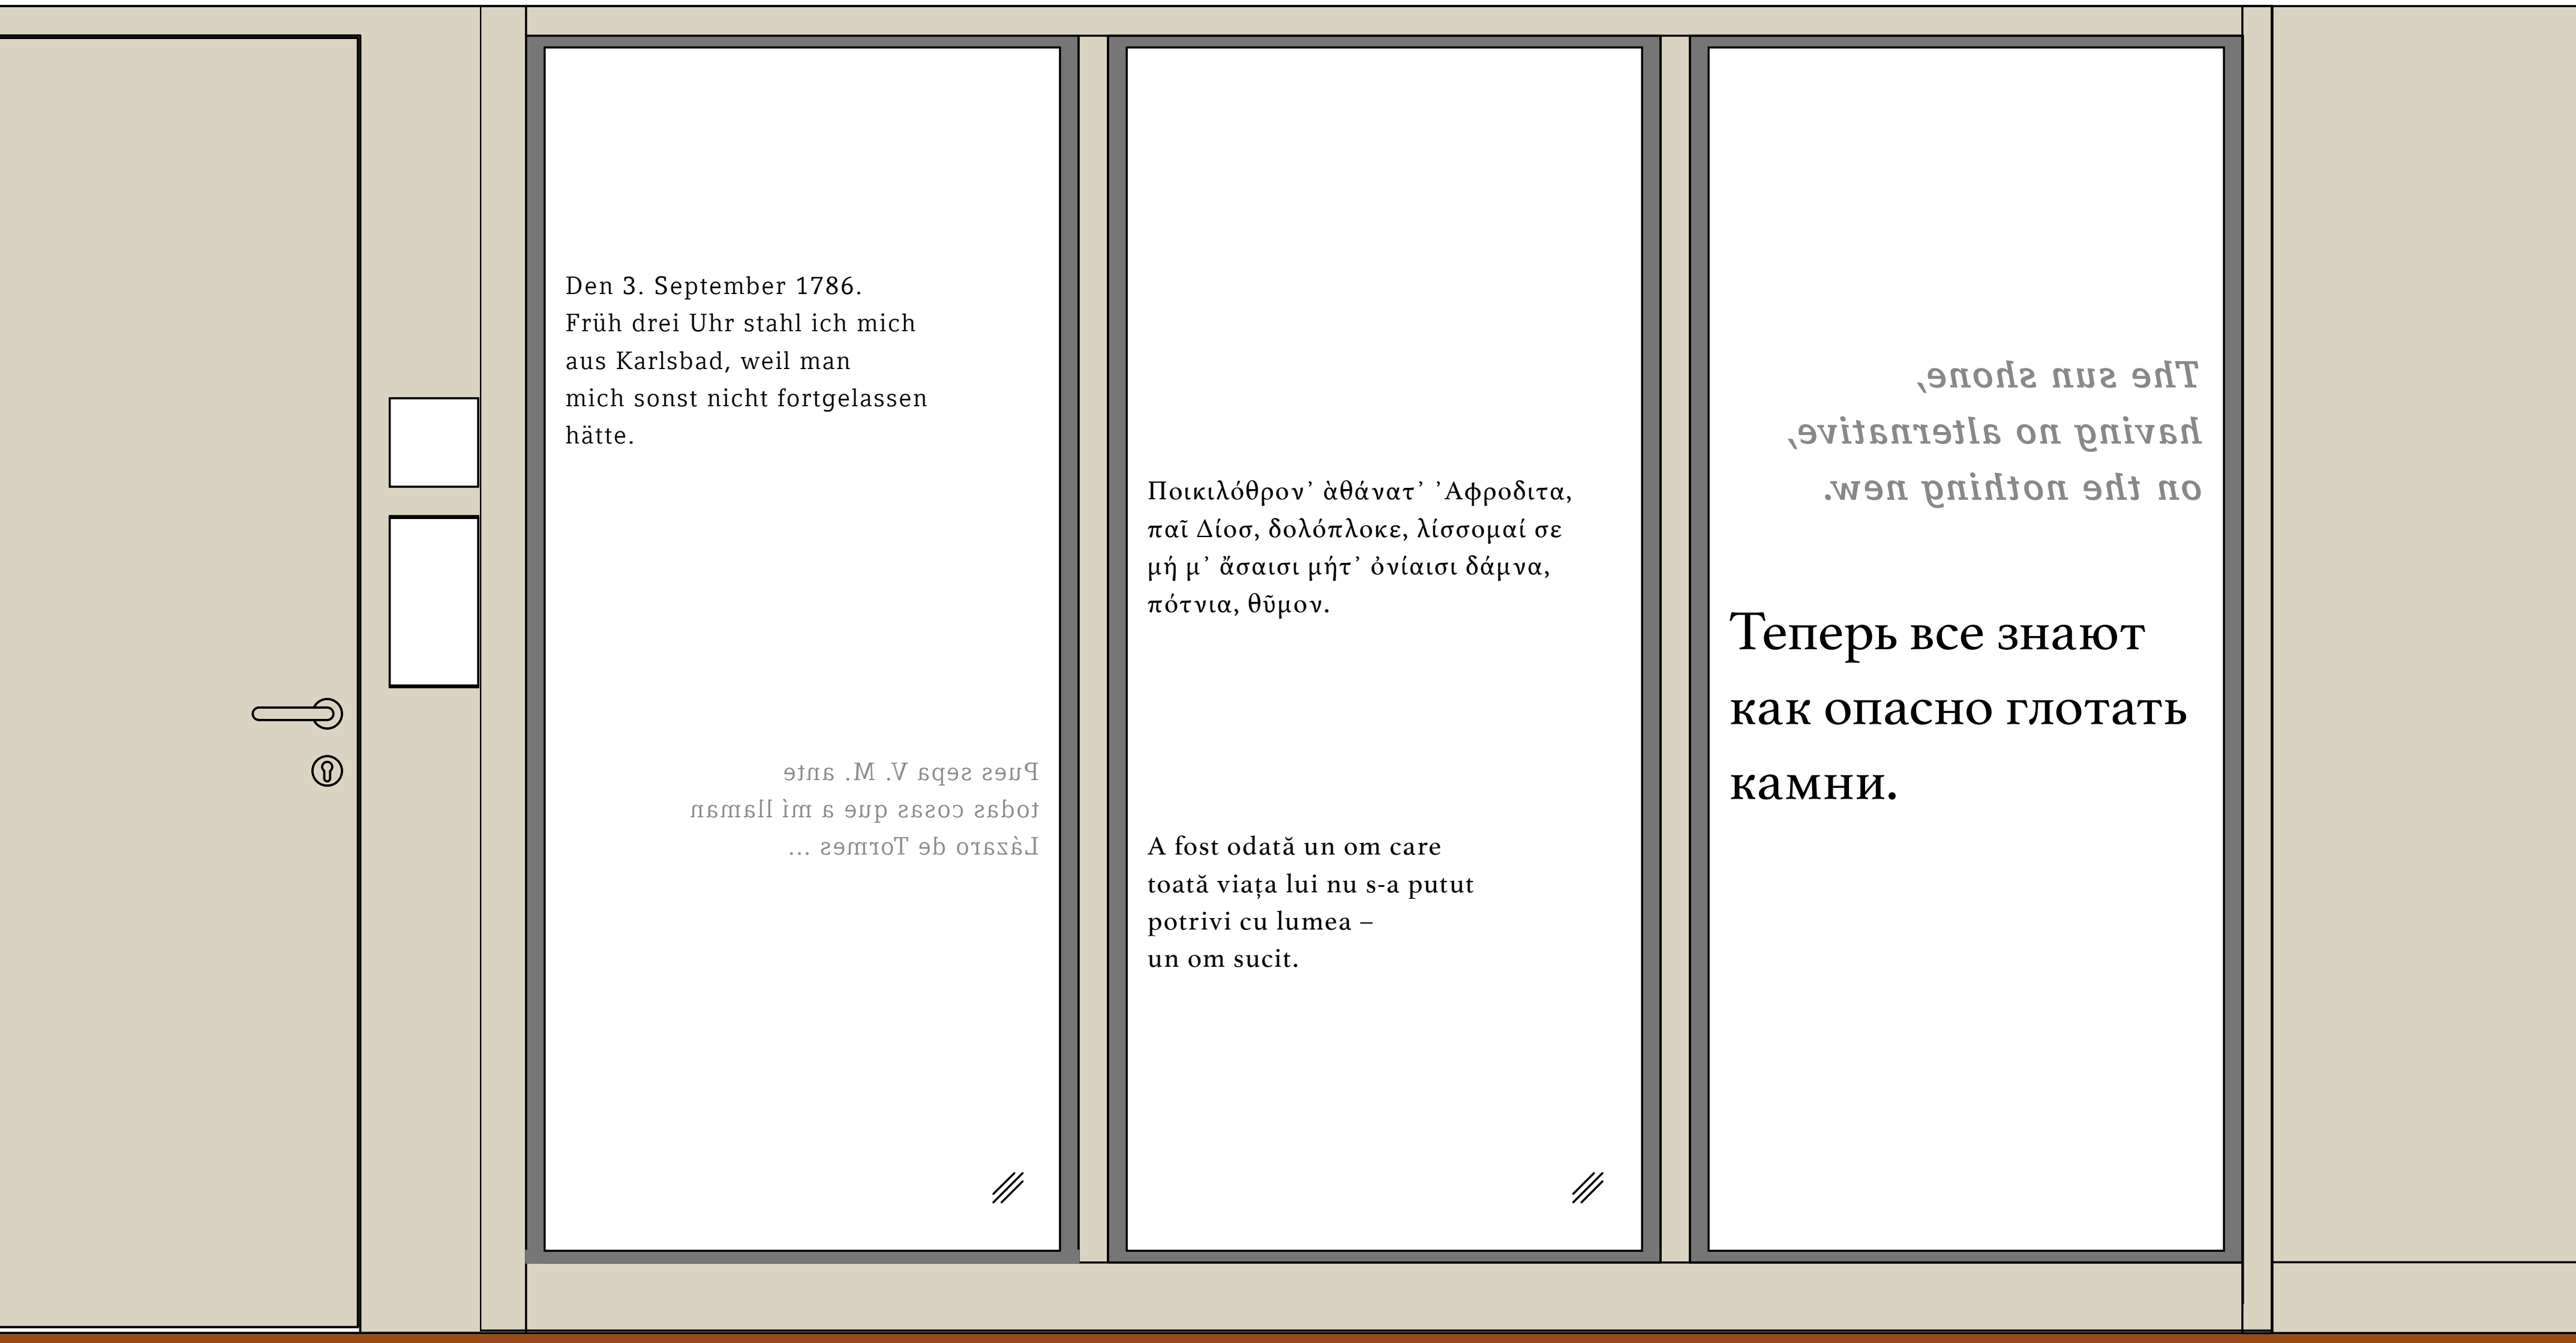 Den 3. September 1786.
Früh drei Uhr stahl ich mich
aus Karlsbad, weil man
mich sonst nicht fortgelassen
hätte.
Pues sepa V. M. ante
todas cosas que a mí llaman
Lázaro de Tormes ...
Ποικιλόθρον’ ὰθάνατ’ ’Αφροδιτα,
παῖ Δίοσ, δολόπλοκε, λίσσομαί σε
μή μ’ ἄσαισι μήτ’ ὀνίαισι δάμνα,
πότνια, θῦμον.
A fost odată un om care
toată viața lui nu s-a putut
potrivi cu lumea –
un om sucit.
The sun shone,
having no alternative,
on the nothing new.
Теперь все знают
как опасно глотать
камни.